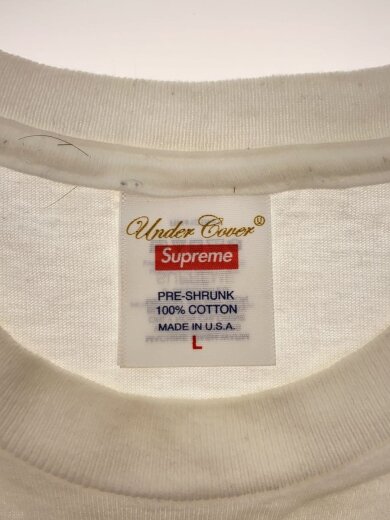 Under Cover®
Supreme
PRE-SHRUNK
100% COTTON
MADE IN U.S.A.
L